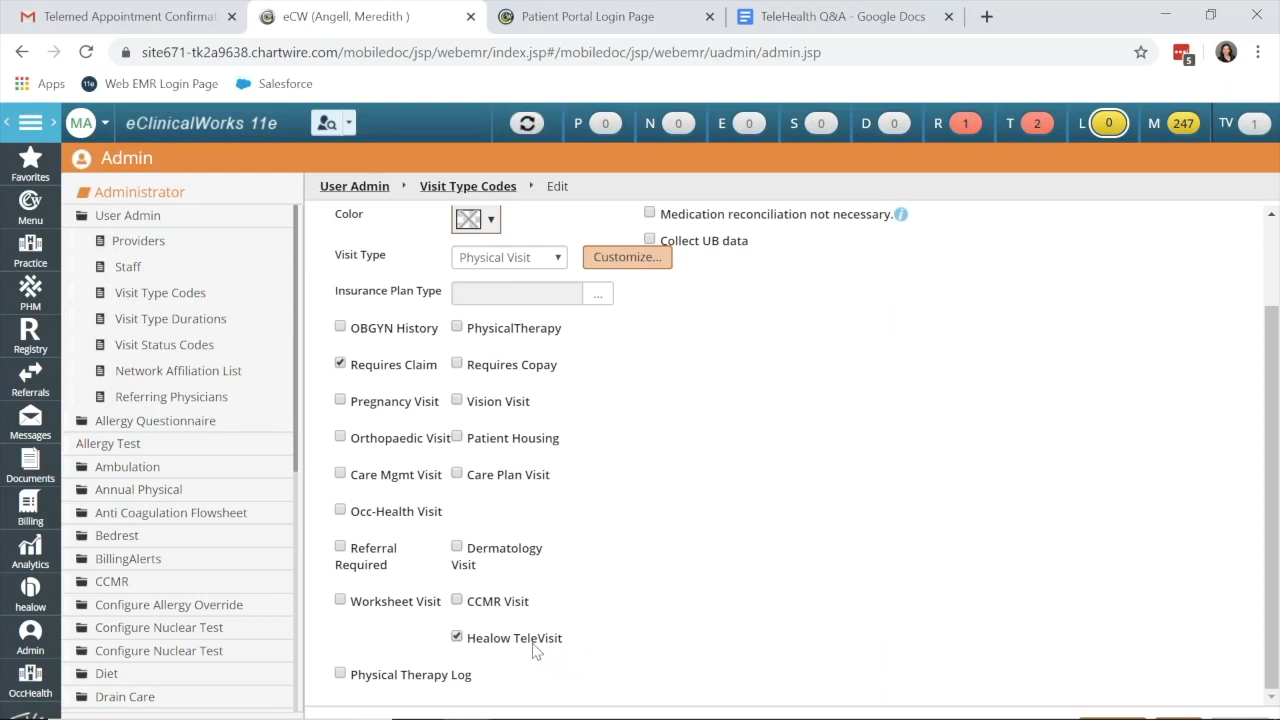 Telemed Appointment Confirmat
eCW (Angell, Meredith )
Patient Portal Login Page
TeleHealth Q&A - Google Docs
site671-tk2a9638.chartwire.com/mobiledoc/jsp/webemr/index.jsp#/mobiledoc/jsp/webemr/uadmin/admin.jsp
5
Apps
11e Web EMR Login Page
Salesforce
MA
eClinicalWorks 11e
P 0
N 0
E 0
S 0
D 0
R 1
T 2
L 0
M 247
TV 1
Favorites
Menu
Practice
PHM
R
Registry
Referrals
Messages
Documents
Billing
Analytics
healow
Admin
OccHealth
Admin
Administrator
User Admin
Providers
Staff
Visit Type Codes
Visit Type Durations
Visit Status Codes
Network Affiliation List
Referring Physicians
Allergy Questionnaire
Allergy Test
Ambulation
Annual Physical
Anti Coagulation Flowsheet
Bedrest
BillingAlerts
CCMR
Configure Allergy Override
Configure Nuclear Test
Configure Nuclear Test
Diet
Drain Care
User Admin Visit Type Codes Edit
Color
Medication reconciliation not necessary. i
Collect UB data
Visit Type Physical Visit Customize...
Insurance Plan Type ...
OBGYN History PhysicalTherapy
Requires Claim Requires Copay
Pregnancy Visit Vision Visit
Orthopaedic Visit Patient Housing
Care Mgmt Visit Care Plan Visit
Occ-Health Visit
Referral Required
Dermatology Visit
Worksheet Visit CCMR Visit
Healow TeleVisit
Physical Therapy Log